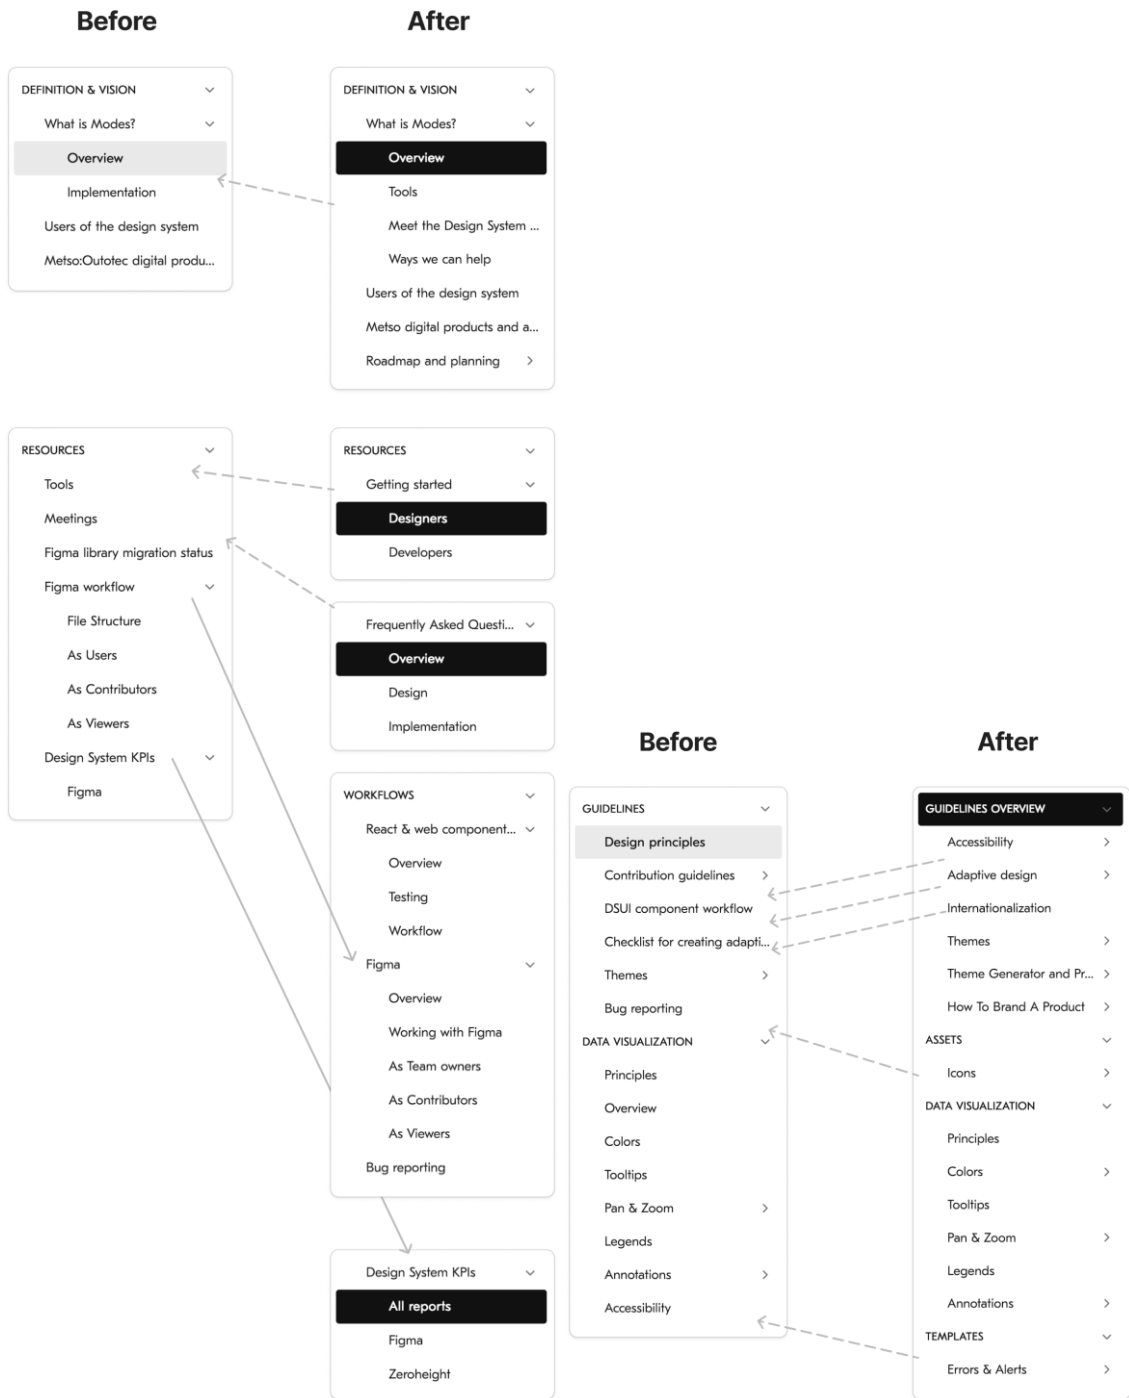 Before
DEFINITION & VISION
What is Modes?
Overview
Implementation
Users of the design system
Metso:Outotec digital produ...
RESOURCES
Tools
Meetings
Figma library migration status
Figma workflow
File Structure
As Users
As Contributors
As Viewers
Design System KPIs
Figma
After
DEFINITION & VISION
What is Modes?
Overview
Tools
Meet the Design System ...
Ways we can help
Users of the design system
Metso digital products and a...
Roadmap and planning
RESOURCES
Getting started
Designers
Developers
Frequently Asked Questi...
Overview
Design
Implementation
WORKFLOWS
React & web component...
Overview
Testing
Workflow
Figma
Overview
Working with Figma
As Team owners
As Contributors
As Viewers
Bug reporting
Design System KPIs
All reports
Figma
Zeroheight
Before
GUIDELINES
Design principles
Contribution guidelines
DSUI component workflow
Checklist for creating adapti...
Themes
Bug reporting
DATA VISUALIZATION
Principles
Overview
Colors
Tooltips
Pan & Zoom
Legends
Annotations
Accessibility
After
GUIDELINES OVERVIEW
Accessibility
Adaptive design
Internationalization
Themes
Theme Generator and Pr...
How To Brand A Product
ASSETS
Icons
DATA VISUALIZATION
Principles
Colors
Tooltips
Pan & Zoom
Legends
Annotations
TEMPLATES
Errors & Alerts